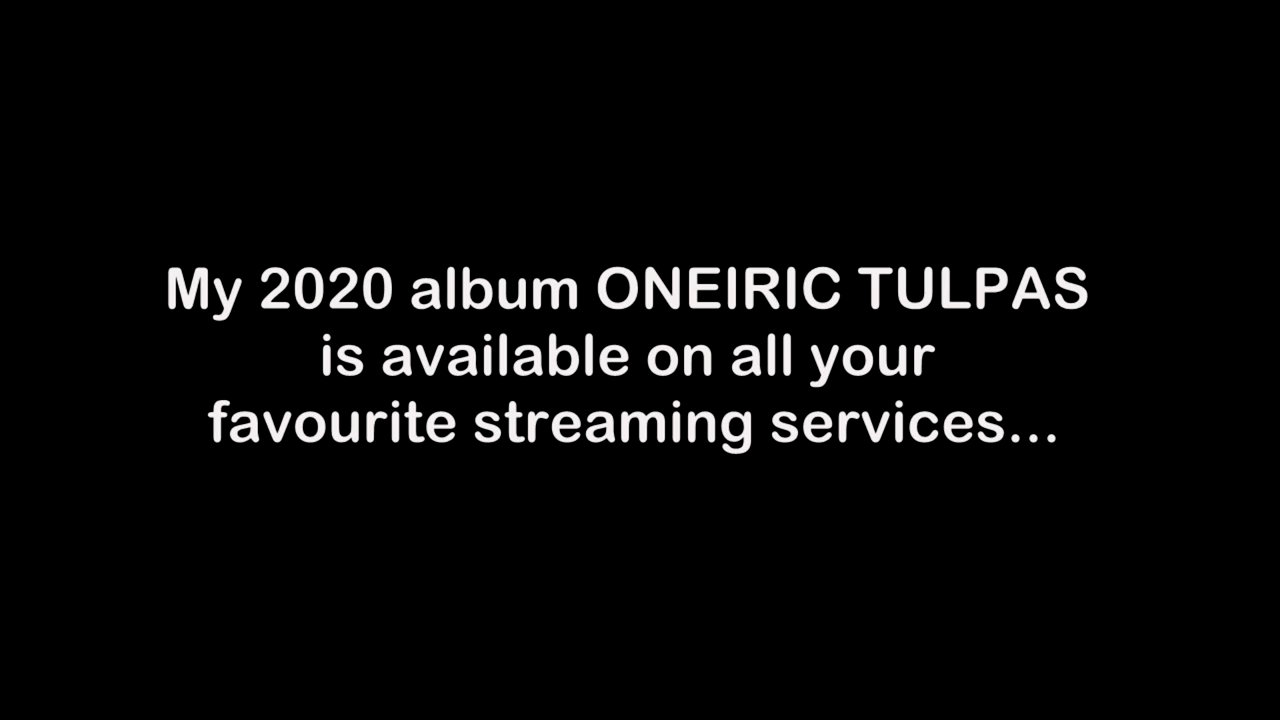 My 2020 album ONEIRIC TULPAS
is available on all your
favourite streaming services...